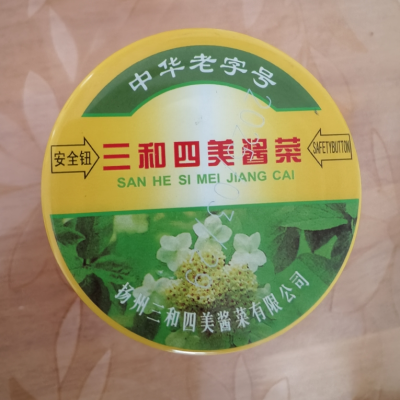 中华老字号
安全钮
三和四美酱菜
SAFETYBUTTON
SAN HE SI MEI JIANG CAI
扬州三和四美酱菜有限公司